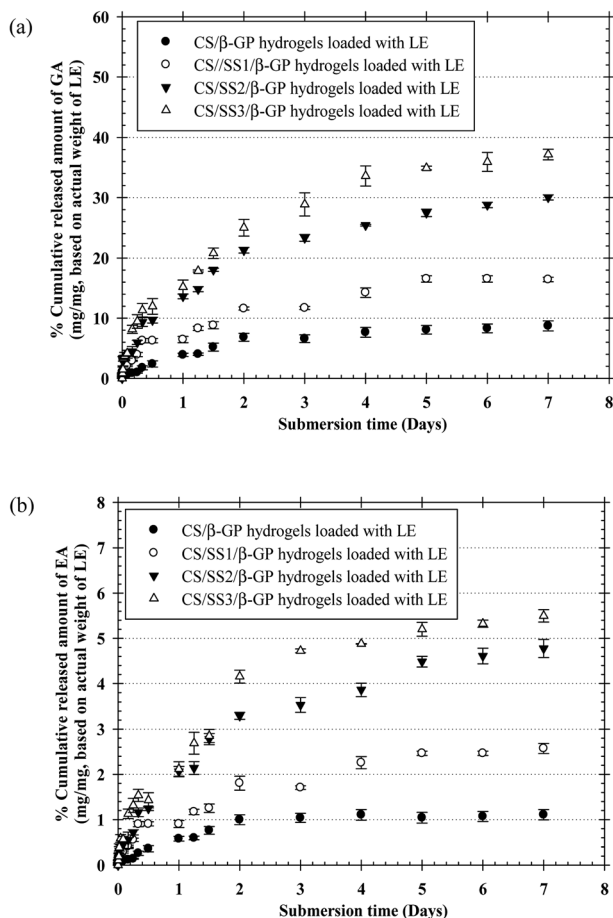 (a)
60
50
40
30
20
10
0
% Cumulative released amount of GA
(mg/mg, based on actual weight of LE)
CS/β-GP hydrogels loaded with LE
CS//SS1/β-GP hydrogels loaded with LE
CS/SS2/β-GP hydrogels loaded with LE
CS/SS3/β-GP hydrogels loaded with LE
0 1 2 3 4 5 6 7 8
Submersion time (Days)
(b)
8
7
6
5
4
3
2
1
0
% Cumulative released amount of EA
(mg/mg, based on actual weight of LE)
CS/β-GP hydrogels loaded with LE
CS/SS1/β-GP hydrogels loaded with LE
CS/SS2/β-GP hydrogels loaded with LE
CS/SS3/β-GP hydrogels loaded with LE
0 1 2 3 4 5 6 7 8
Submersion time (Days)